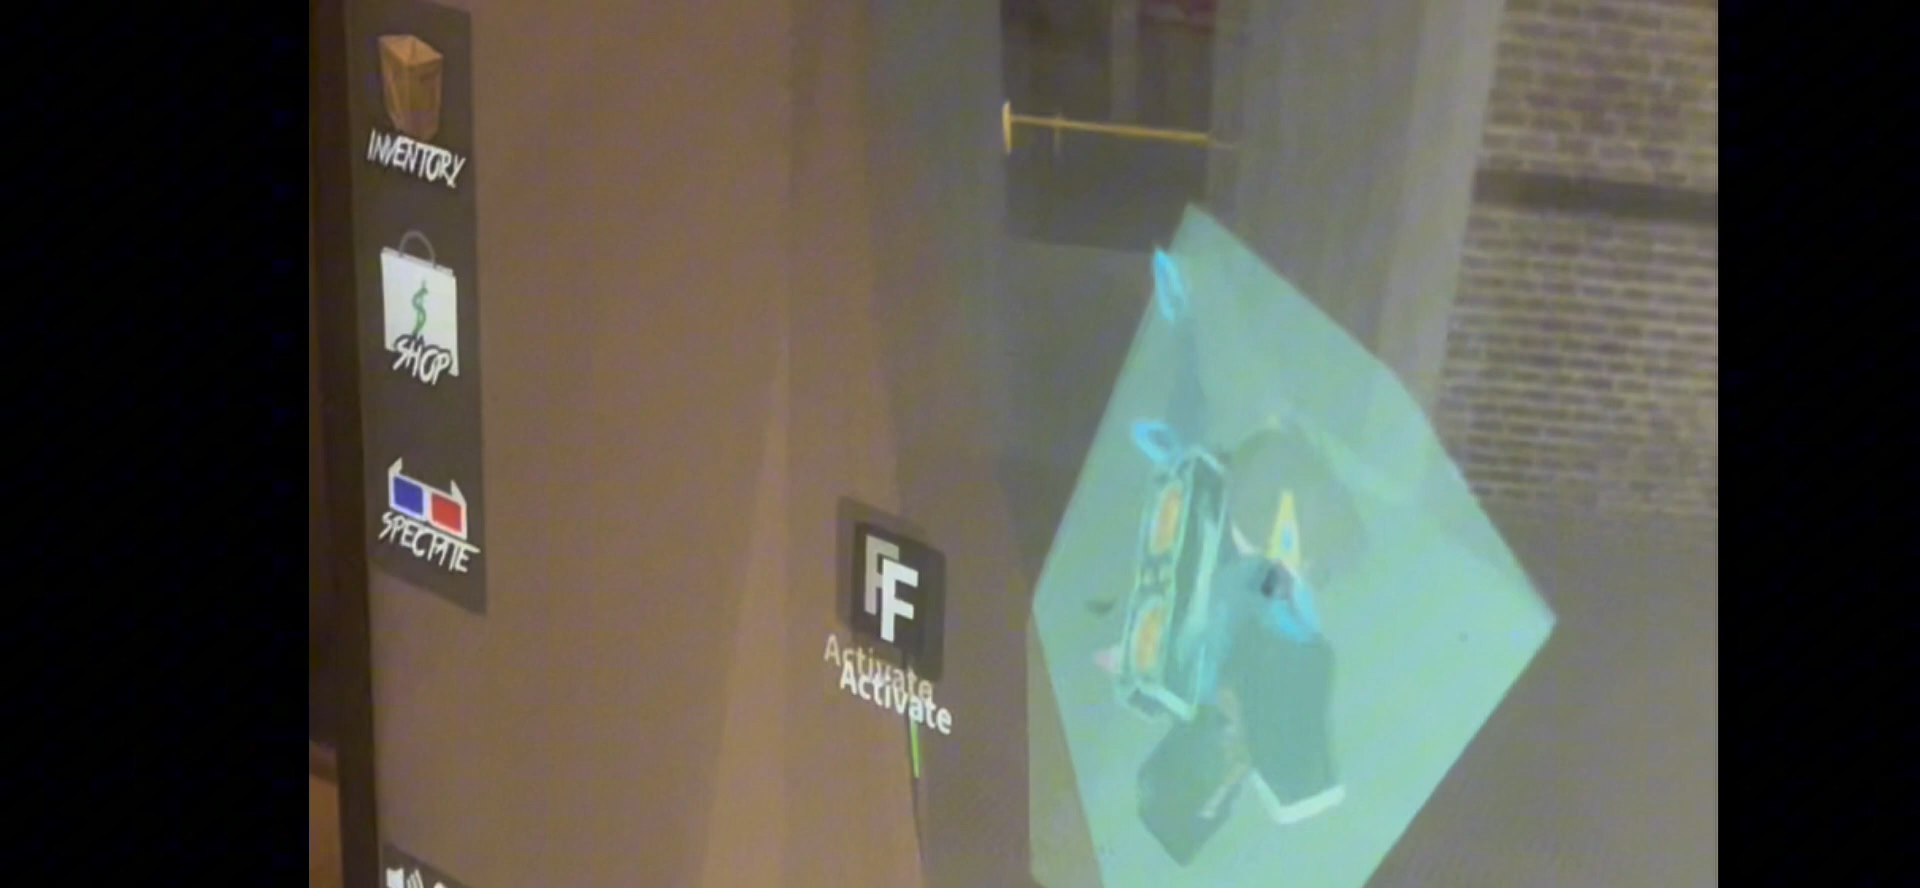 INVENTORY
$
SHOP
SPECTATE
F
F
Activate
Activate